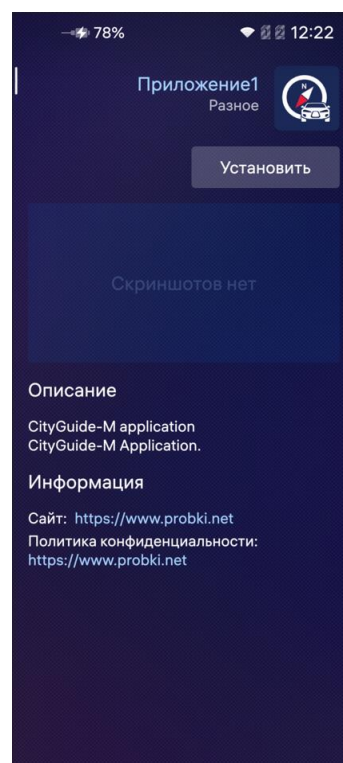 78% 12:22
Приложение1
Разное
N
Установить
Скриншотов нет
Описание
CityGuide-M application
CityGuide-M Application.
Информация
Сайт: https://www.probki.net
Политика конфиденциальности:
https://www.probki.net